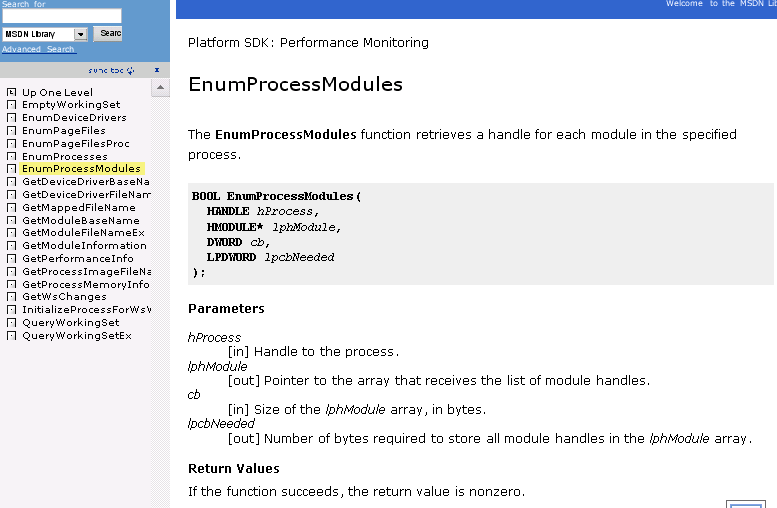 Search for
MSDN Library
Searc
Advanced Search
sync toc
x
Up One Level
EmptyWorkingSet
EnumDeviceDrivers
EnumPageFiles
EnumPageFilesProc
EnumProcesses
EnumProcessModules
GetDeviceDriverBaseNa
GetDeviceDriverFileNam
GetMappedFileName
GetModuleBaseName
GetModuleFileNameEx
GetModuleInformation
GetPerformanceInfo
GetProcessImageFileNa
GetProcessMemoryInfo
GetWsChanges
InitializeProcessForWsW
QueryWorkingSet
QueryWorkingSetEx
Welcome to the MSDN Lib
Platform SDK: Performance Monitoring
EnumProcessModules
The EnumProcessModules function retrieves a handle for each module in the specified
process.
BOOL EnumProcessModules(
HANDLE hProcess,
HMODULE* lphModule,
DWORD cb,
LPDWORD lpcbNeeded
);
Parameters
hProcess
[in] Handle to the process.
lphModule
[out] Pointer to the array that receives the list of module handles.
cb
[in] Size of the lphModule array, in bytes.
lpcbNeeded
[out] Number of bytes required to store all module handles in the lphModule array.
Return Values
If the function succeeds, the return value is nonzero.